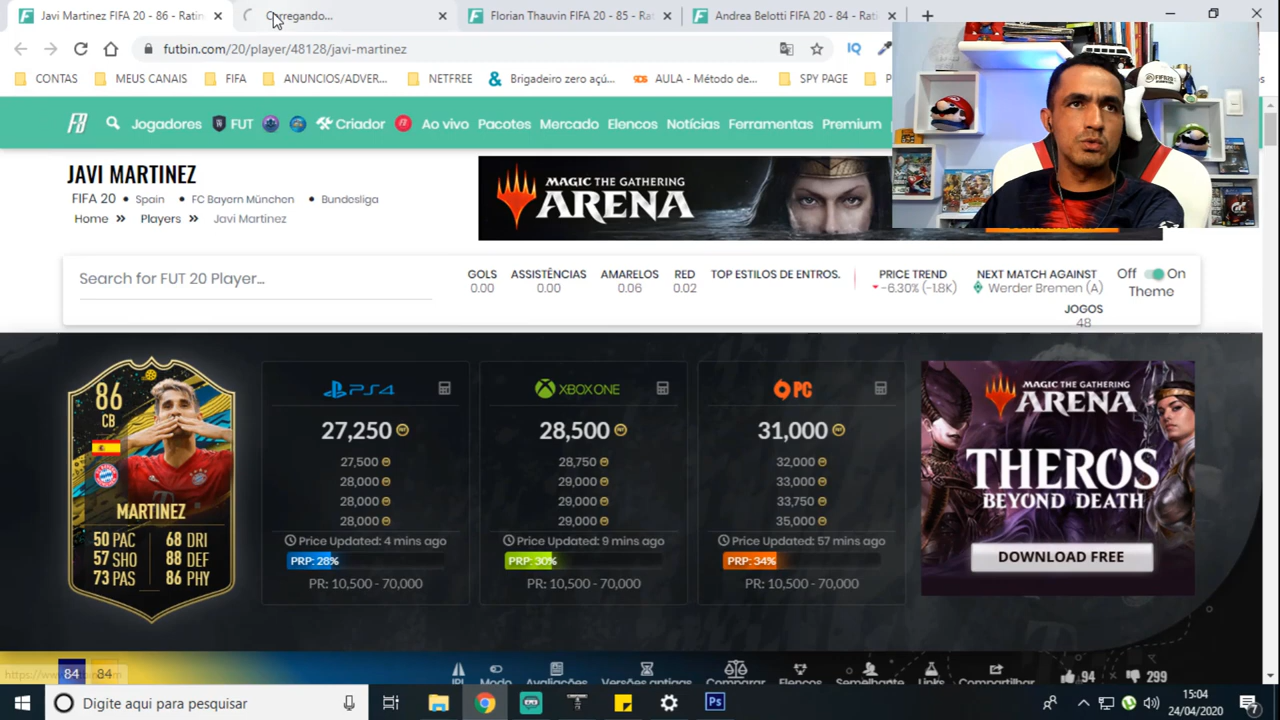 Javi Martinez FIFA 20 - 86 - Ratin
Carregando...
Florian Thauvin FIFA 20 - 85 - Rat
Andrea Belotti FIFA 20 - 84 - Rati
futbin.com/20/player/48128/javi-martinez
CONTAS
MEUS CANAIS
FIFA
ANUNCIOS/ADVER...
NETFREE
Brigadeiro zero açú...
AULA - Método de...
SPY PAGE
Jogadores
FUT
Criador
Ao vivo
Pacotes
Mercado
Elencos
Notícias
Ferramentas
Premium
JAVI MARTINEZ
FIFA 20 • Spain • FC Bayern München • Bundesliga
Home » Players » Javi Martinez
MAGIC THE GATHERING
ARENA
Search for FUT 20 Player...
GOLS
0.00
ASSISTÊNCIAS
0.00
AMARELOS
0.06
RED
0.02
TOP ESTILOS DE ENTROS.
PRICE TREND
-6.30% (-1.8K)
NEXT MATCH AGAINST
Werder Bremen (A)
Off On
Theme
JOGOS
48
86
CB
MARTINEZ
50 PAC 68 DRI
57 SHO 88 DEF
73 PAS 86 PHY
PS4
27,250
27,500
28,000
28,000
28,000
Price Updated: 4 mins ago
PRP: 28%
PR: 10,500 - 70,000
XBOX ONE
28,500
28,750
29,000
29,000
29,000
Price Updated: 9 mins ago
PRP: 30%
PR: 10,500 - 70,000
PC
31,000
32,000
33,000
33,750
35,000
Price Updated: 57 mins ago
PRP: 34%
PR: 10,500 - 70,000
MAGIC THE GATHERING
ARENA
THEROS
BEYOND DEATH
DOWNLOAD FREE
84 84
Modo
Avaliações
Versões antigas
Comparar
Elencos
Semelhante
Links
Compartilhar
94
299
Digite aqui para pesquisar
15:04
24/04/2020